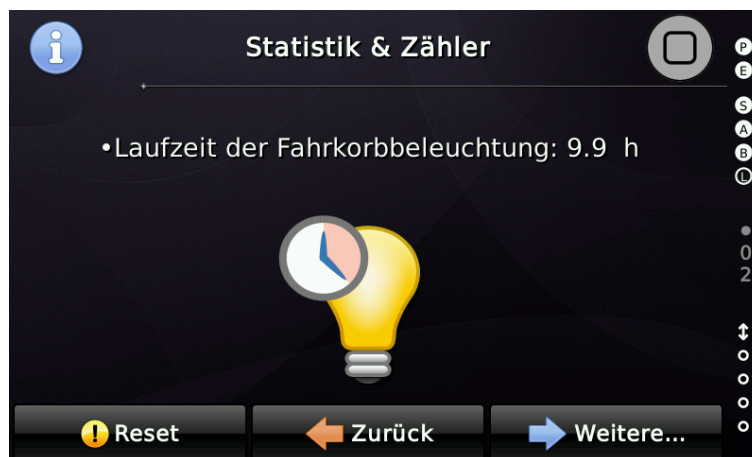 Statistik & Zähler
•Laufzeit der Fahrkorbbeleuchtung: 9.9 h
P
E
S
A
B
L
0
2
Reset
Zurück
Weitere...